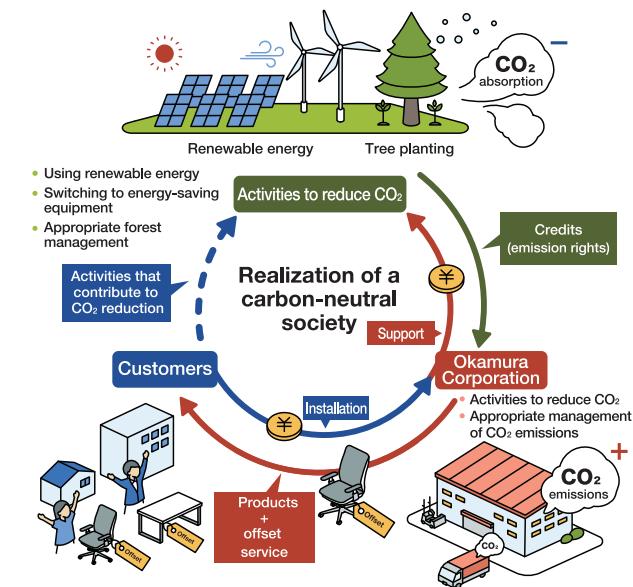 CO₂
absorption
−
Renewable energy
Tree planting
• Using renewable energy
• Switching to energy-saving
equipment
• Appropriate forest
management
Activities to reduce CO₂
Credits
(emission rights)
Activities that
contribute to
CO₂ reduction
Realization of a
carbon-neutral
society
¥
Support
Customers
Okamura
Corporation
Installation
¥
• Activities to reduce CO₂
• Appropriate management
of CO₂ emissions
Products
+
offset
service
Offset
Offset
Offset
CO₂
emissions
+
CO₂